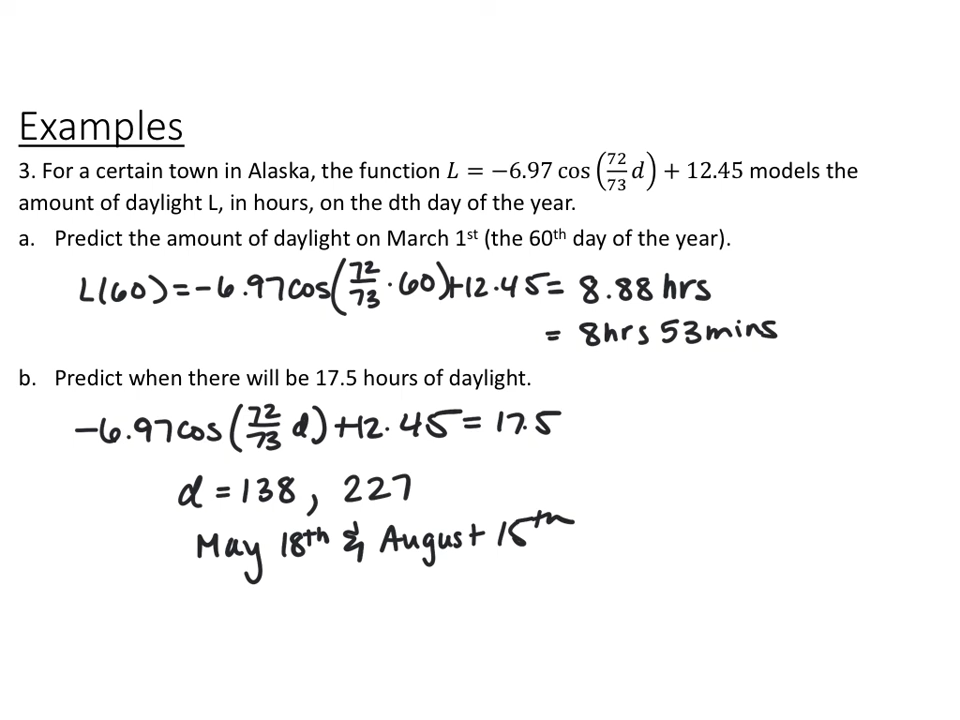 Examples
3. For a certain town in Alaska, the function L = −6.97 cos (72/73 d) + 12.45 models the
amount of daylight L, in hours, on the dth day of the year.
a. Predict the amount of daylight on March 1st (the 60th day of the year).
L(60) = -6.97cos(72/73 · 60)+12.45 = 8.88 hrs
= 8hrs 53mins
b. Predict when there will be 17.5 hours of daylight.
-6.97cos(72/73 d)+12.45 = 17.5
d = 138, 227
May 18th & August 15th